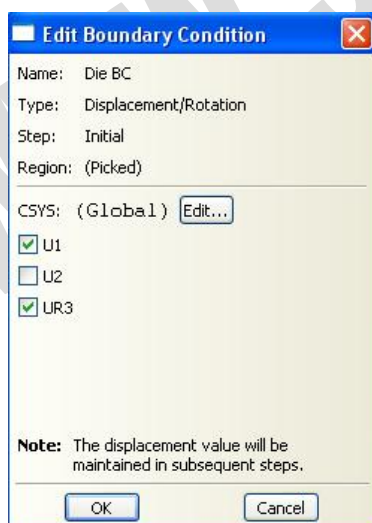 Edit Boundary Condition
Name: Die BC
Type: Displacement/Rotation
Step: Initial
Region: (Picked)
CSYS: (Global) Edit...
U1
U2
UR3
Note: The displacement value will be
maintained in subsequent steps.
OK Cancel